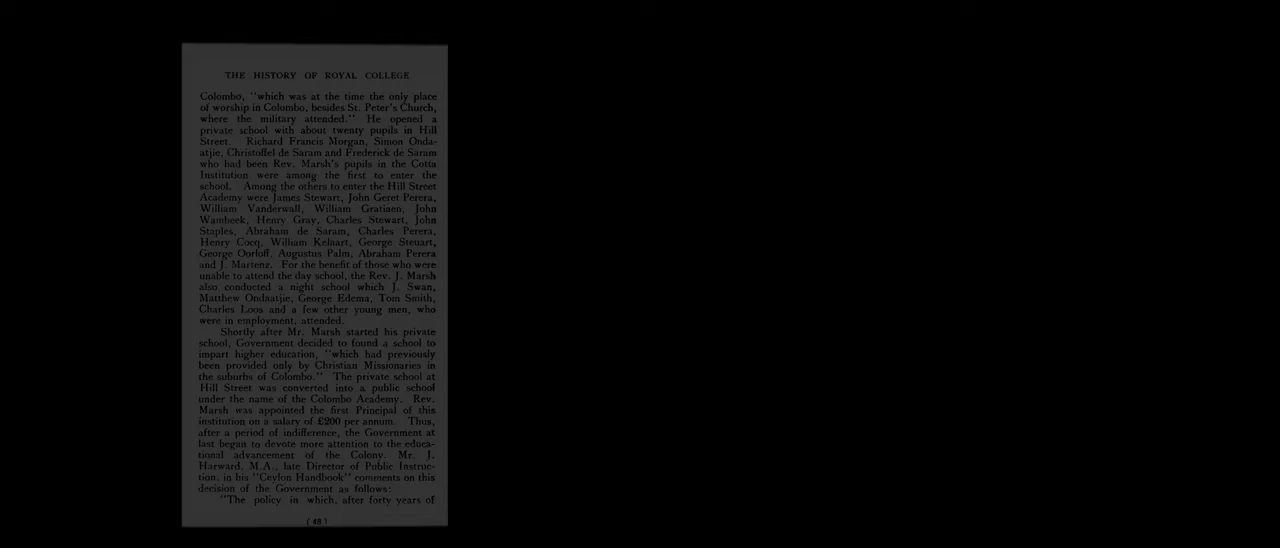 THE HISTORY OF ROYAL COLLEGE
Colombo, "which was at the time the only place
of worship in Colombo, besides St. Peter's Church,
where the military attended." He opened a
private school with about twenty pupils in Hill
Street. Richard Francis Morgan, Simon Onda-
atjie, Christoffel de Saram and Frederick de Saram
who had been Rev. Marsh's pupils in the Cotta
Institution were among the first to enter the
school. Among the others to enter the Hill Street
Academy were James Stewart, John Geret Perera,
William Vanderwall, William Gratiaen, John
Wambeek, Henry Gray, Charles Stewart, John
Staples, Abraham de Saram, Charles Perera,
Henry Cocq, William Kelaart, George Steuart,
George Oorloff, Augustus Palm, Abraham Perera
and J. Martenz. For the benefit of those who were
unable to attend the day school, the Rev. J. Marsh
also conducted a night school which J. Swan,
Matthew Ondaatjie, George Edema, Tom Smith,
Charles Loos and a few other young men, who
were in employment, attended.
Shortly after Mr. Marsh started his private
school, Government decided to found a school to
impart higher education, "which had previously
been provided only by Christian Missionaries in
the suburbs of Colombo." The private school at
Hill Street was converted into a public school
under the name of the Colombo Academy. Rev.
Marsh was appointed the first Principal of this
institution on a salary of £200 per annum. Thus,
after a period of indifference, the Government at
last began to devote more attention to the educa-
tional advancement of the Colony. Mr. J.
Harward, M.A., late Director of Public Instruc-
tion, in his "Ceylon Handbook" comments on this
decision of the Government as follows:
"The policy in which, after forty years of
( 48 )